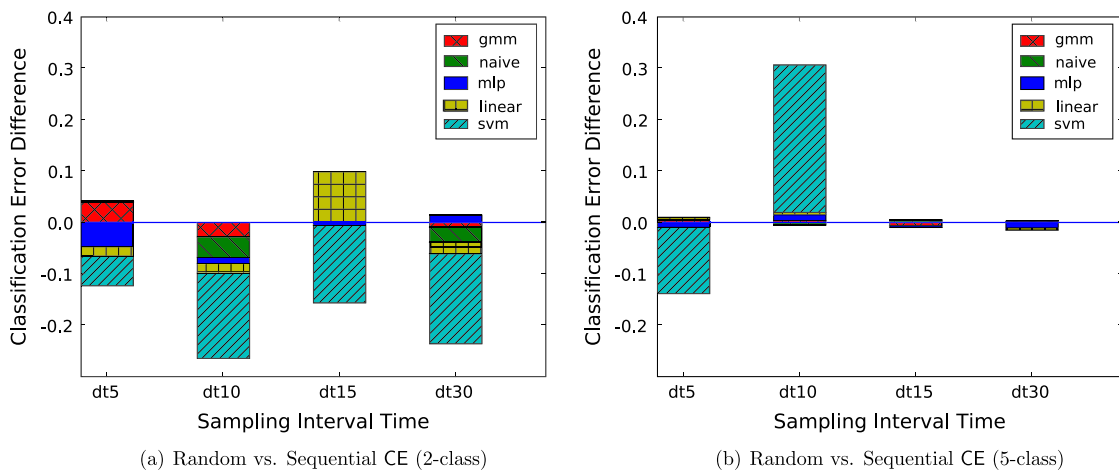 0.4
0.3
0.2
0.1
0.0
-0.1
-0.2
Classification Error Difference
gmm
naive
mlp
linear
svm
dt5 dt10 dt15 dt30
Sampling Interval Time
(a) Random vs. Sequential CE (2-class)
0.4
0.3
0.2
0.1
0.0
-0.1
-0.2
Classification Error Difference
gmm
naive
mlp
linear
svm
dt5 dt10 dt15 dt30
Sampling Interval Time
(b) Random vs. Sequential CE (5-class)